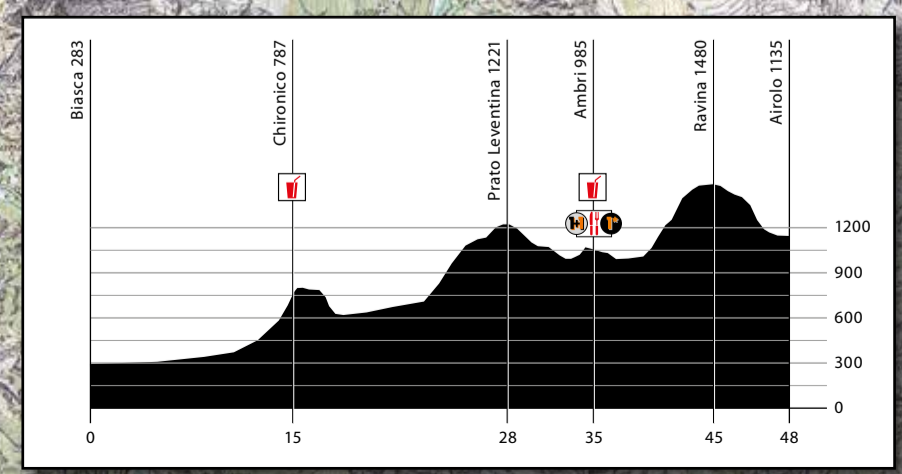 Biasca 283
Chironico 787
Prato Leventina 1221
Ambri 985
Ravina 1480
Airolo 1135
1200
900
600
300
0
0 15 28 35 45 48